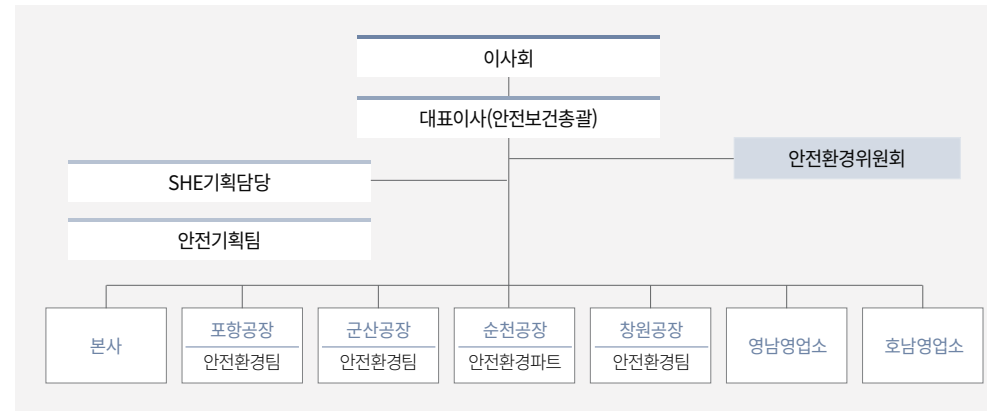 이사회
대표이사(안전보건총괄)
안전환경위원회
SHE기획담당
안전기획팀
본사
포항공장
안전환경팀
군산공장
안전환경팀
순천공장
안전환경파트
창원공장
안전환경팀
영남영업소
호남영업소